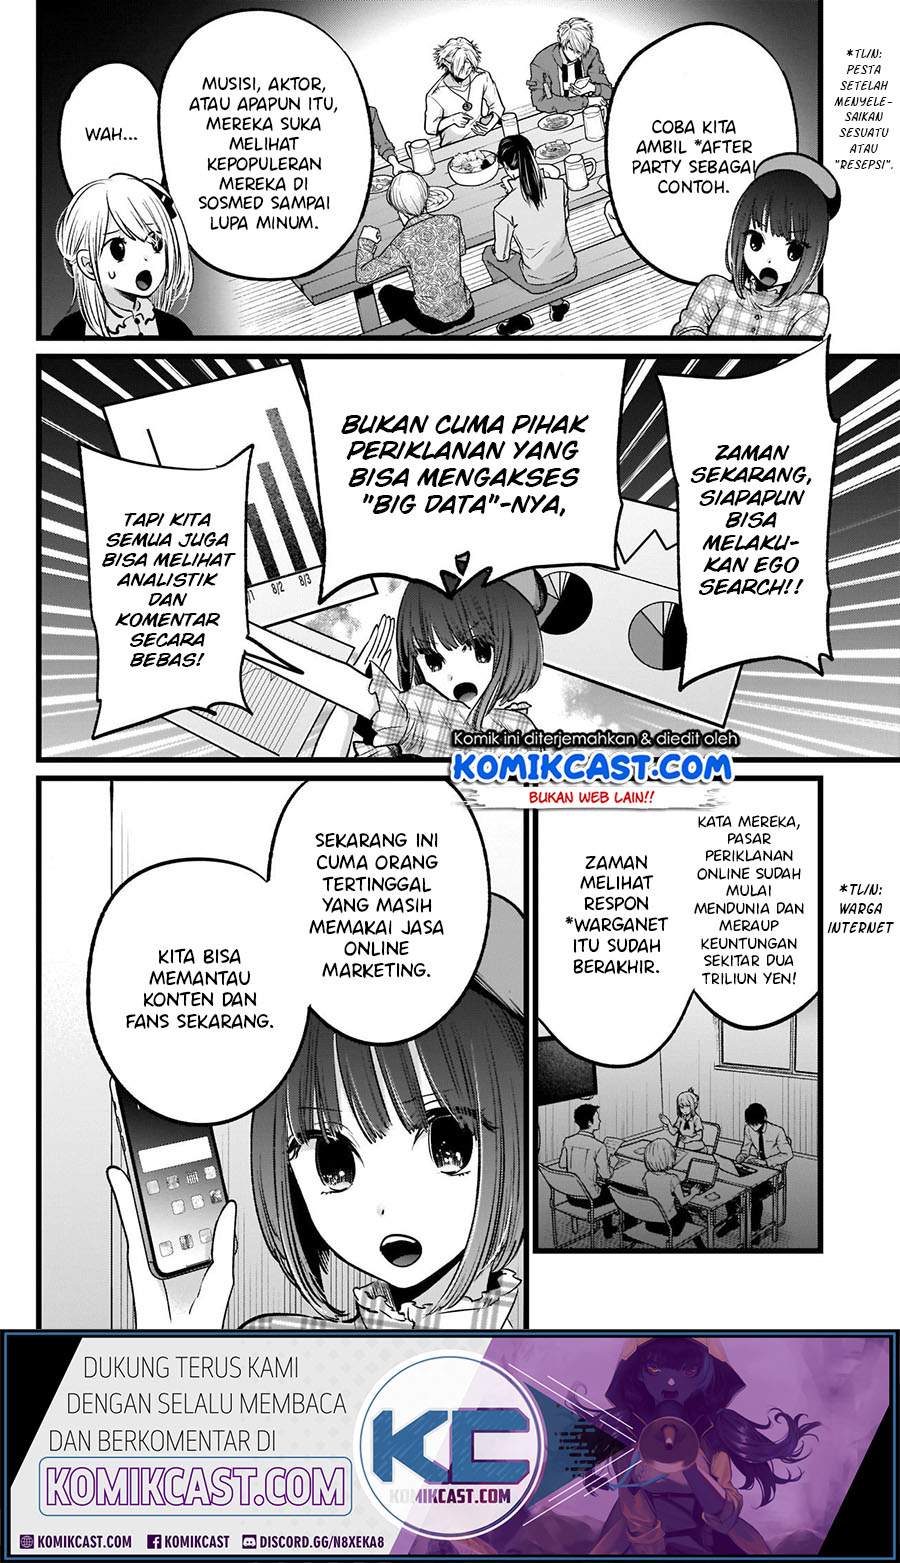 COBA KITA
AMBIL *AFTER
PARTY SEBAGAI
CONTOH.
*TL/N:
PESTA
SETELAH
MENYELE-
SAIKAN
SESUATU
ATAU
"RESEPSI".
MUSISI, AKTOR,
ATAU APAPUN ITU,
MEREKA SUKA
MELIHAT
KEPOPULERAN
MEREKA DI
SOSMED SAMPAI
LUPA MINUM.
WAH...
ZAMAN
SEKARANG,
SIAPAPUN
BISA
MELAKU-
KAN EGO
SEARCH!!
BUKAN CUMA PIHAK
PERIKLANAN YANG
BISA MENGAKSES
"BIG DATA"-NYA,
TAPI KITA
SEMUA JUGA
BISA MELIHAT
ANALISTIK
DAN
KOMENTAR
SECARA
BEBAS!
8/2 8/3
Komik ini diterjemahkan & diedit oleh
KOMIKCAST.COM
BUKAN WEB LAIN!!
KATA MEREKA,
PASAR
PERIKLANAN
ONLINE SUDAH
MULAI
MENDUNIA DAN
MERAUP
KEUNTUNGAN
SEKITAR DUA
TRILIUN YEN!
ZAMAN
MELIHAT
RESPON
*WARGANET
ITU SUDAH
BERAKHIR.
*TL/N:
WARGA
INTERNET
SEKARANG INI
CUMA ORANG
TERTINGGAL
YANG MASIH
MEMAKAI JASA
ONLINE
MARKETING.
KITA BISA
MEMANTAU
KONTEN DAN
FANS SEKARANG.
DUKUNG TERUS KAMI
DENGAN SELALU MEMBACA
DAN BERKOMENTAR DI
KOMIKCAST.COM
KOMIKCAST.COM
KOMIKCAST
DISCORD.GG/N8XEKA8
KC
KOMIKCAST.COM